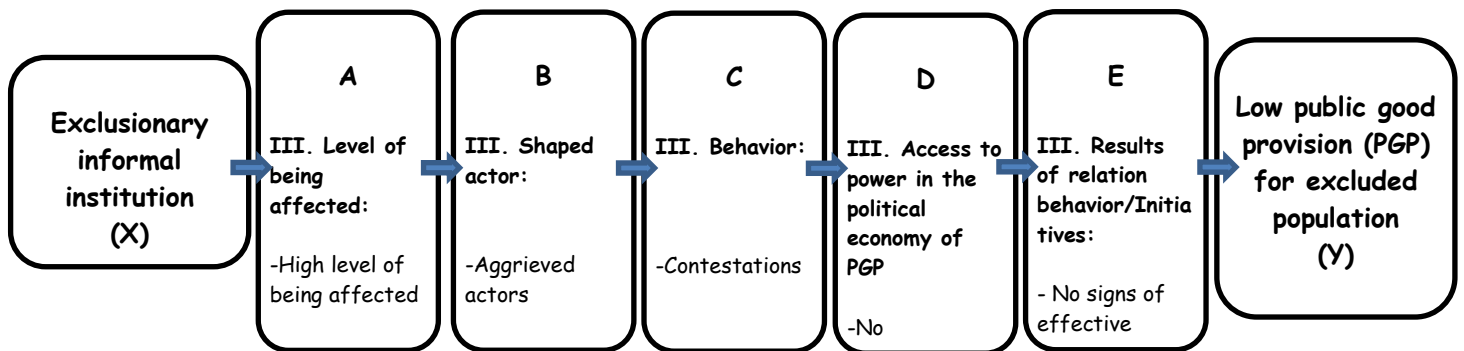 Exclusionary
informal
institution
(X)
A
III. Level of
being
affected:
-High level of
being affected
B
III. Shaped
actor:
-Aggrieved
actors
C
III. Behavior:
-Contestations
D
III. Access to
power in the
political
economy of
PGP
-No
E
III. Results
of relation
behavior/Initia
tives:
- No signs of
effective
Low public good
provision (PGP)
for excluded
population
(Y)